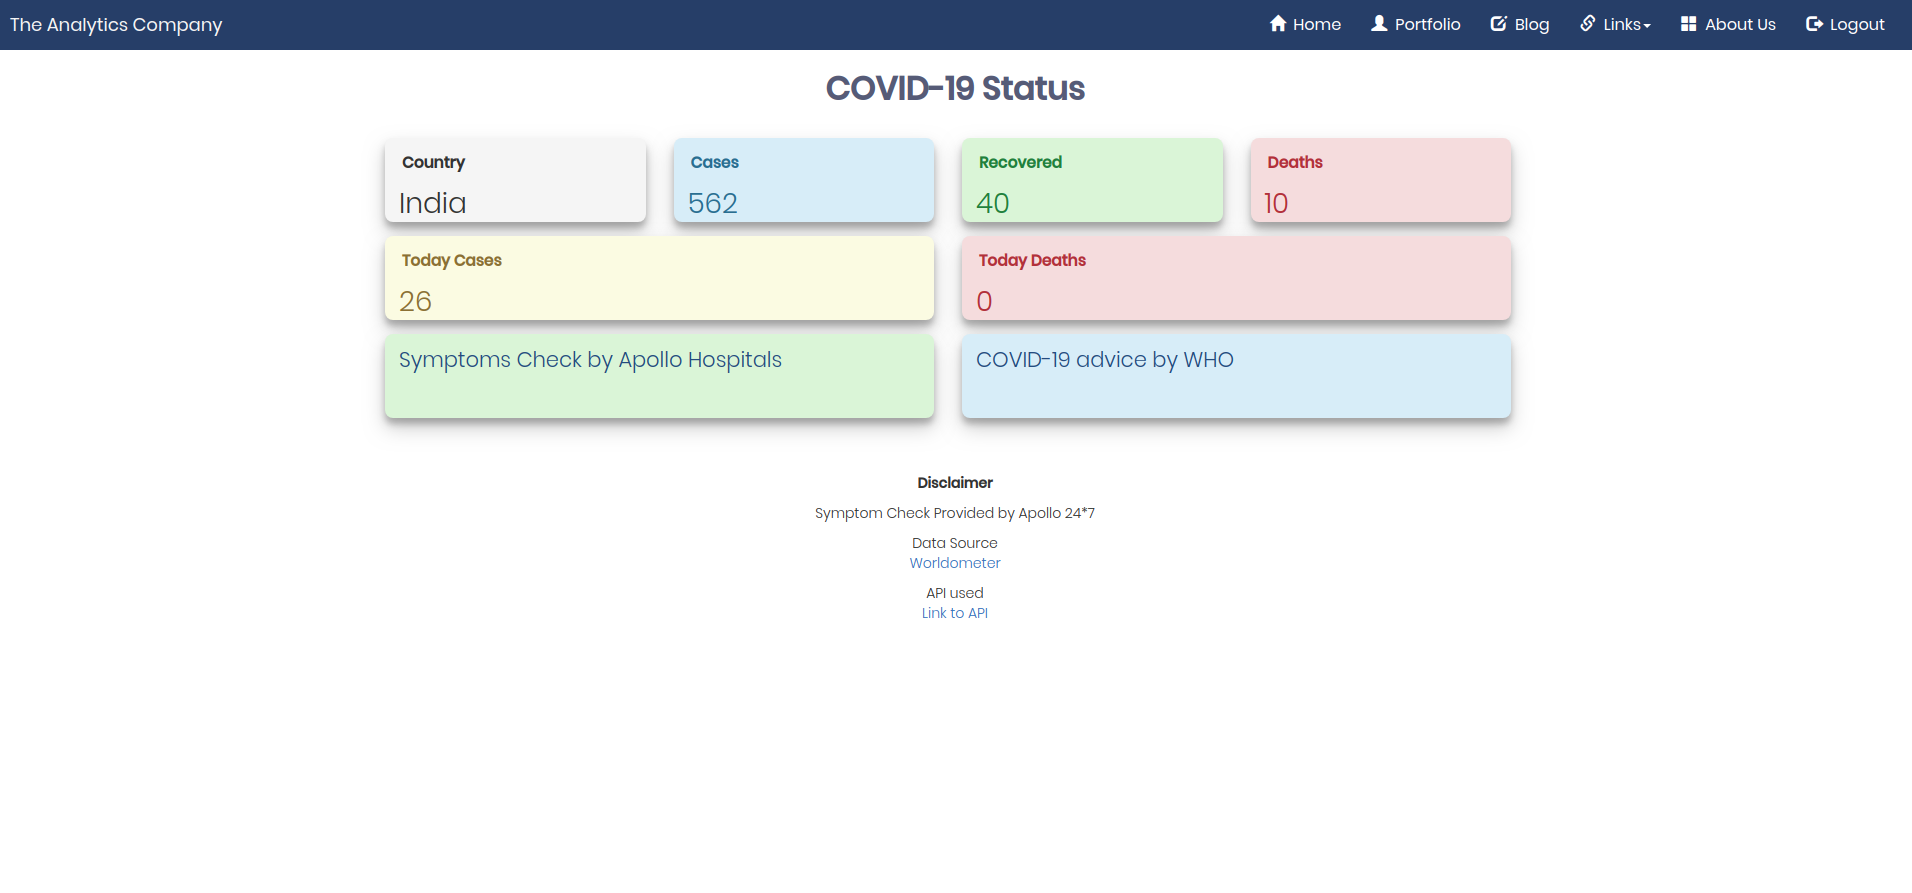 The Analytics Company Home Portfolio Blog Links About Us Logout
COVID-19 Status
Country Cases Recovered Deaths
India 562 40 10
Today Cases Today Deaths
26 0
Symptoms Check by Apollo Hospitals COVID-19 advice by WHO
Disclaimer
Symptom Check Provided by Apollo 24*7
Data Source
Worldometer
API used
Link to API